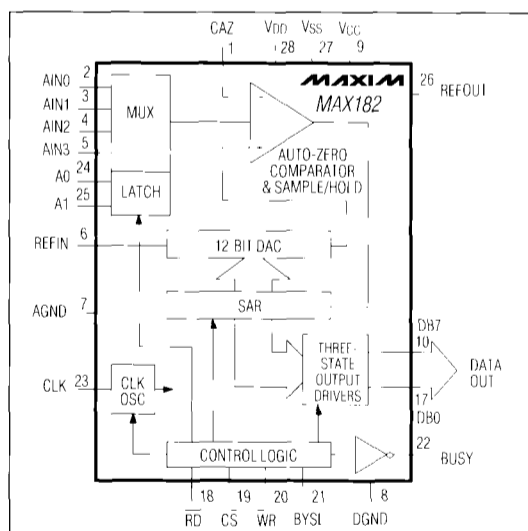 CAZ VDD VSS VCC
1 28 27 9
MAXIM
MAX182
AIN0 2
AIN1 3
AIN2 4
AIN3 5
A0 24
A1 25
REFIN 6
AGND 7
CLK 23
MUX
LATCH
AUTO-ZERO
COMPARATOR
& SAMPLE/HOLD
26 REFOUT
12 BIT DAC
SAR
CLK
OSC
THREE-
STATE
OUTPUT
DRIVERS
DB7
10
DATA
OUT
17
DB0
22
BUSY
CONTROL LOGIC
18 19 20 21 8
RD CS WR BYSL DGND